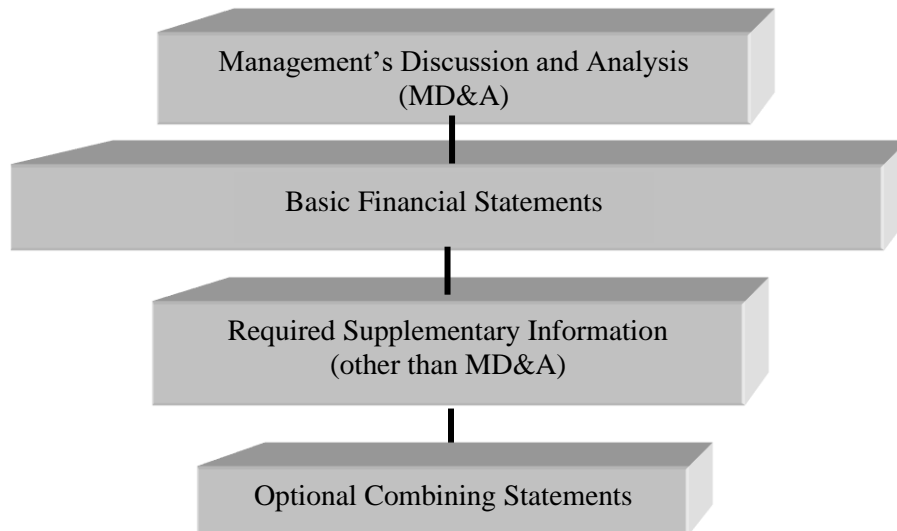 Management’s Discussion and Analysis
(MD&A)
Basic Financial Statements
Required Supplementary Information
(other than MD&A)
Optional Combining Statements